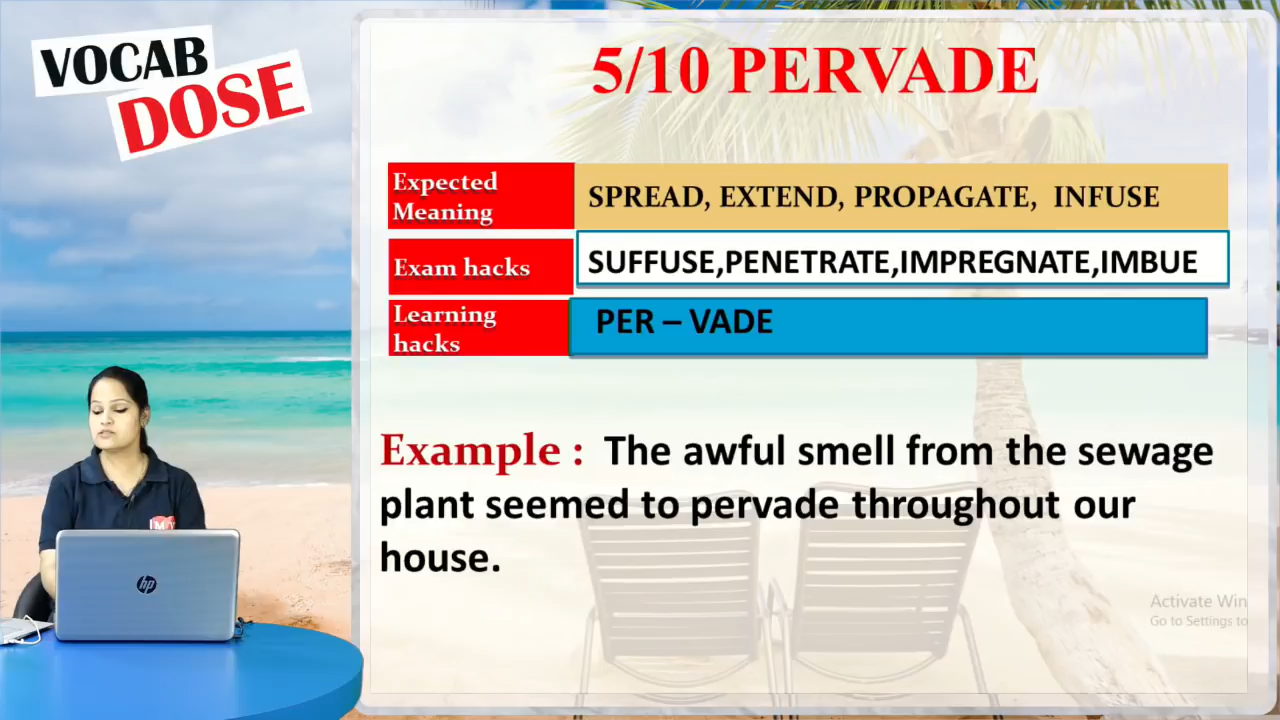 VOCAB
DOSE
5/10 PERVADE
Expected
Meaning
SPREAD, EXTEND, PROPAGATE, INFUSE
Exam hacks
SUFFUSE,PENETRATE,IMPREGNATE,IMBUE
Learning
hacks
PER – VADE
Example : The awful smell from the sewage
plant seemed to pervade throughout our
house.
Activate Win
Go to Settings to
hp